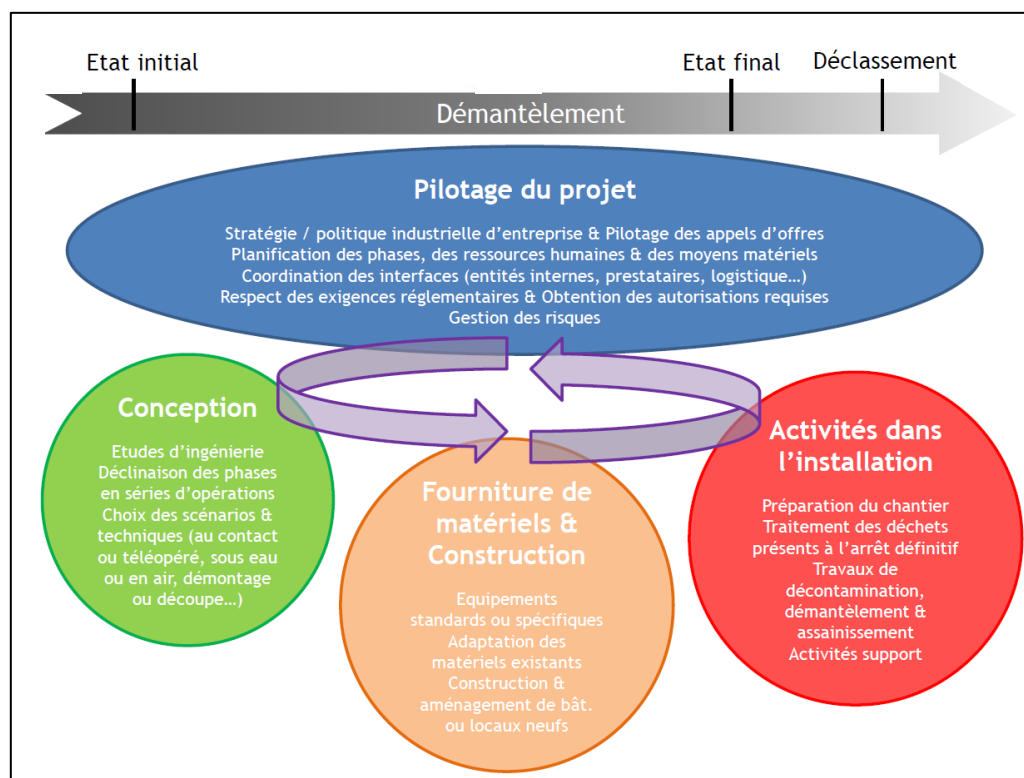 Etat initial
Etat final
Déclassement
Démantèlement
Pilotage du projet
Stratégie / politique industrielle d'entreprise & Pilotage des appels d'offres
Planification des phases, des ressources humaines & des moyens matériels
Coordination des interfaces (entités internes, prestataires, logistique…)
Respect des exigences réglementaires & Obtention des autorisations requises
Gestion des risques
Conception
Etudes d'ingénierie
Déclinaison des phases
en séries d'opérations
Choix des scénarios &
techniques (au contact
ou téléopéré, sous eau
ou en air, démontage
ou découpe…)
Fourniture de
matériels &
Construction
Equipements
standards ou spécifiques
Adaptation des
matériels existants
Construction &
aménagement de bât.
ou locaux neufs
Activités dans
l'installation
Préparation du chantier
Traitement des déchets
présents à l'arrêt définitif
Travaux de
décontamination,
démantèlement &
assainissement
Activités support